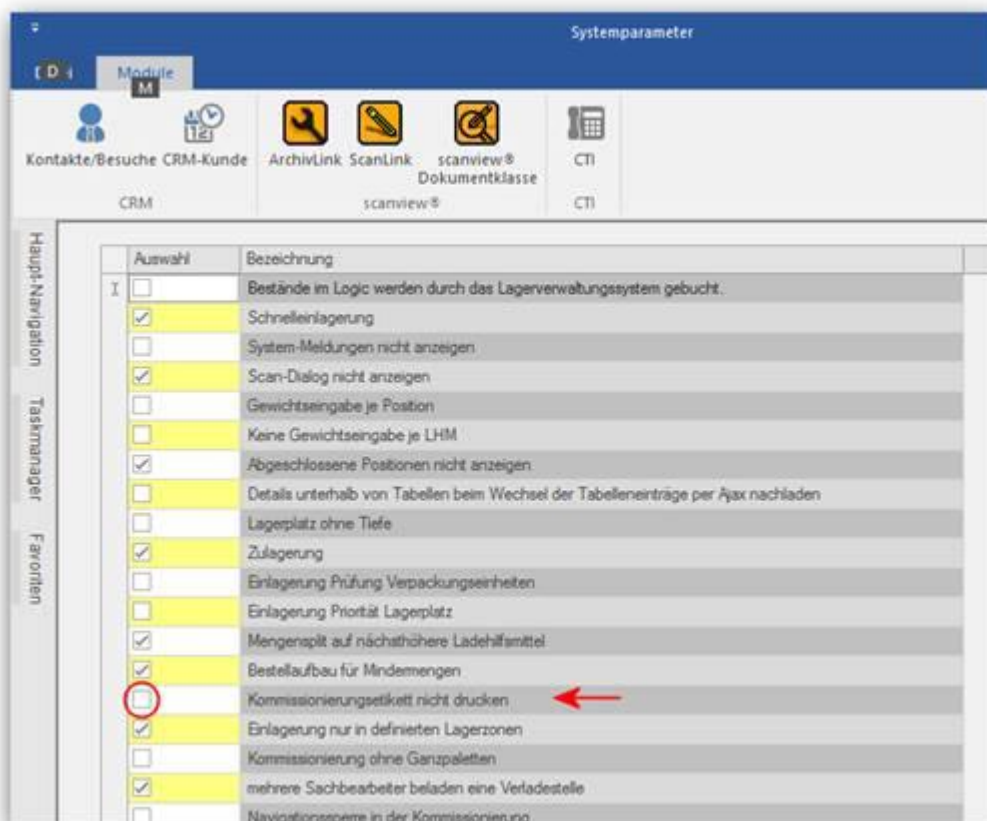 Systemparameter
D
Module
M
Kontakte/Besuche CRM-Kunde ArchivLink ScanLink scanview® Dokumentklasse CTI
CRM scanview® CTI
Haupt-Navigation
Taskmanager
Favoriten
Auswahl Bezeichnung
Bestände im Logic werden durch das Lagerverwaltungssystem gebucht.
Schnelleinlagerung
System-Meldungen nicht anzeigen
Scan-Dialog nicht anzeigen
Gewichtseingabe je Position
Keine Gewichtseingabe je LHM
Abgeschlossene Positionen nicht anzeigen
Details unterhalb von Tabellen beim Wechsel der Tabelleneinträge per Ajax nachladen
Lagerplatz ohne Tiefe
Zulagerung
Einlagerung Prüfung Verpackungseinheiten
Einlagerung Priorität Lagerplatz
Mengensplit auf nächsthöhere Ladehilfsmittel
Bestellaufbau für Mindermengen
Kommissionierungsetikett nicht drucken
Einlagerung nur in definierten Lagerzonen
Kommissionierung ohne Ganzpaletten
mehrere Sachbearbeiter beladen eine Verladestelle
Navigationssperre in der Kommissionierung